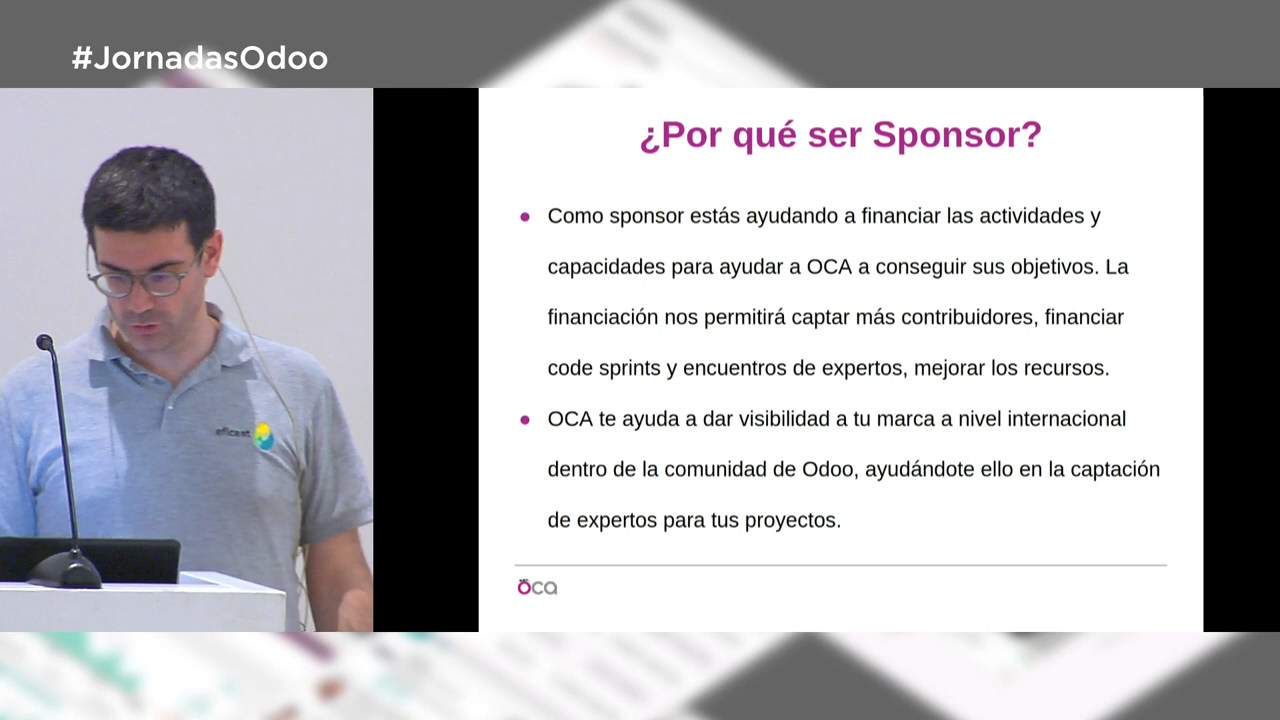 #JornadasOdoo
¿Por qué ser Sponsor?
Como sponsor estás ayudando a financiar las actividades y
capacidades para ayudar a OCA a conseguir sus objetivos. La
financiación nos permitirá captar más contribuidores, financiar
code sprints y encuentros de expertos, mejorar los recursos.
OCA te ayuda a dar visibilidad a tu marca a nivel internacional
dentro de la comunidad de Odoo, ayudándote ello en la captación
de expertos para tus proyectos.
oca
eficent